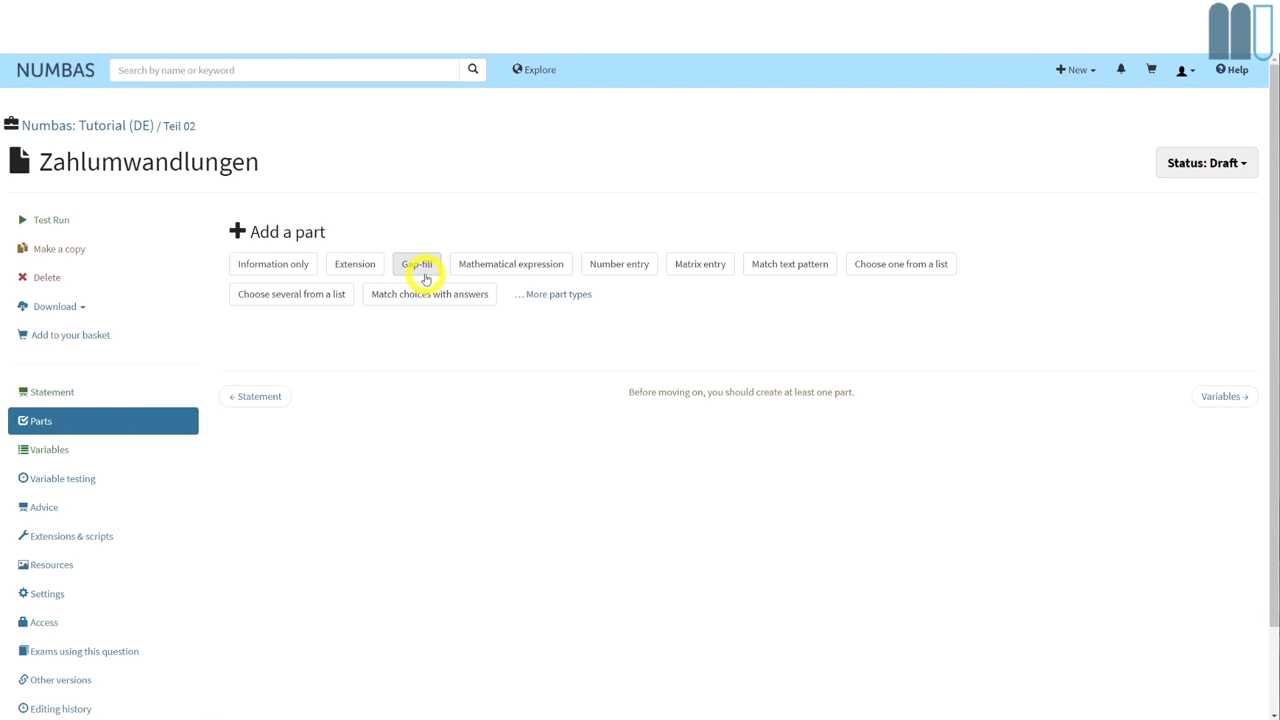 NUMBAS Search by name or keyword Explore New Help
Numbas: Tutorial (DE) / Teil 02
Zahlumwandlungen
Status: Draft
Test Run
Make a copy
Delete
Download
Add to your basket
Statement
Parts
Variables
Variable testing
Advice
Extensions & scripts
Resources
Settings
Access
Exams using this question
Other versions
Editing history
Add a part
Information only Extension Gap-fill Mathematical expression Number entry Matrix entry Match text pattern Choose one from a list
Choose several from a list Match choices with answers ... More part types
← Statement Before moving on, you should create at least one part. Variables →